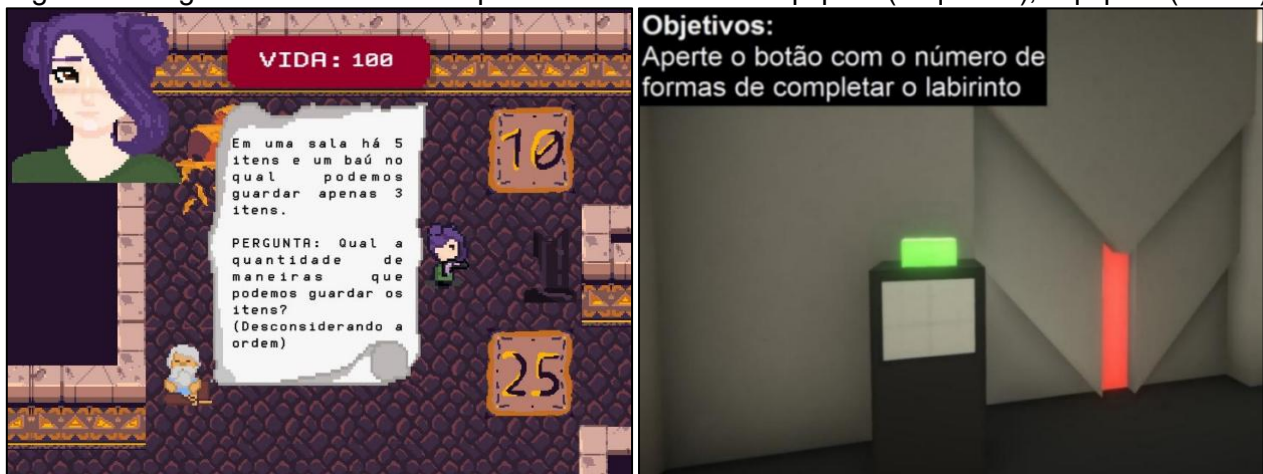 VIDA: 100
Em uma sala há 5
itens e um baú no
qual podemos
guardar apenas 3
itens.
PERGUNTA: Qual a
quantidade de
maneiras que
podemos guardar os
itens?
(Desconsiderando a
ordem)
10
25
Objetivos:
Aperte o botão com o número de
formas de completar o labirinto